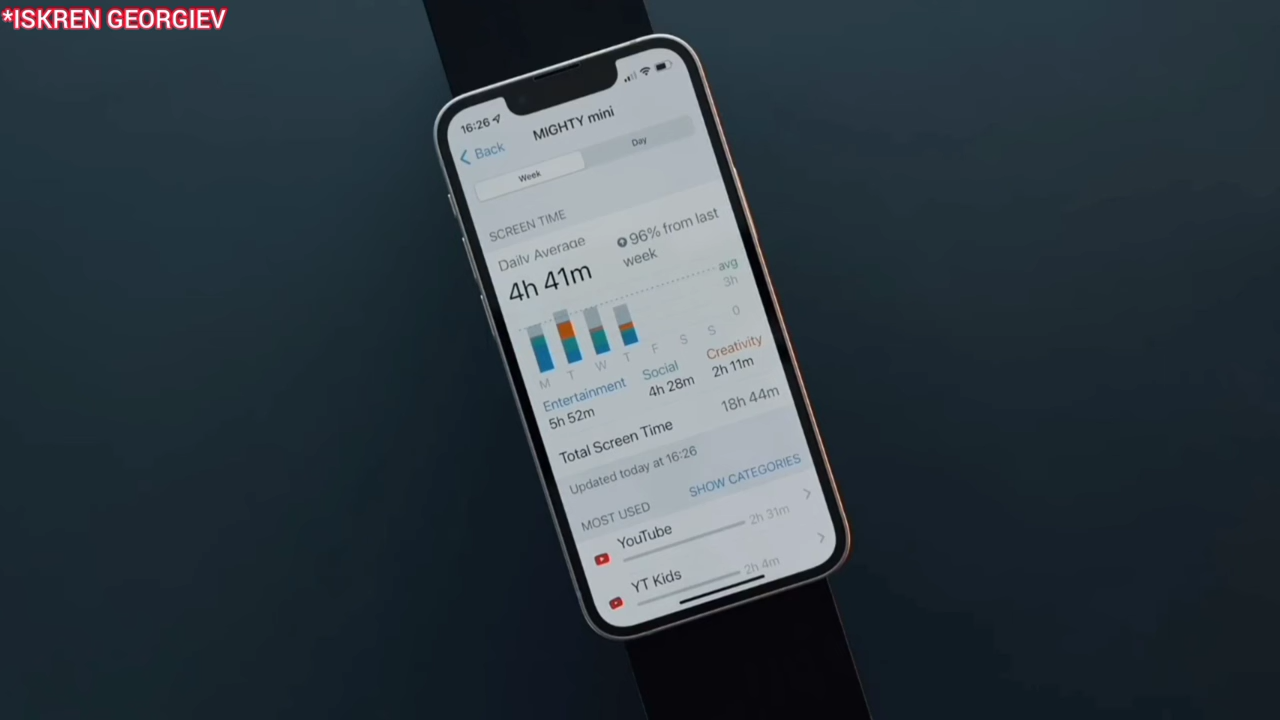 *ISKREN GEORGIEV
16:26
MIGHTY mini
Back
Week
Day
SCREEN TIME
Daily Average
96% from last
week
4h 41m
avg
3h
0
M T W T F S S
Entertainment Social Creativity
5h 52m 4h 28m 2h 11m
Total Screen Time 18h 44m
Updated today at 16:26
MOST USED SHOW CATEGORIES
YouTube 2h 31m
YT Kids 2h 4m